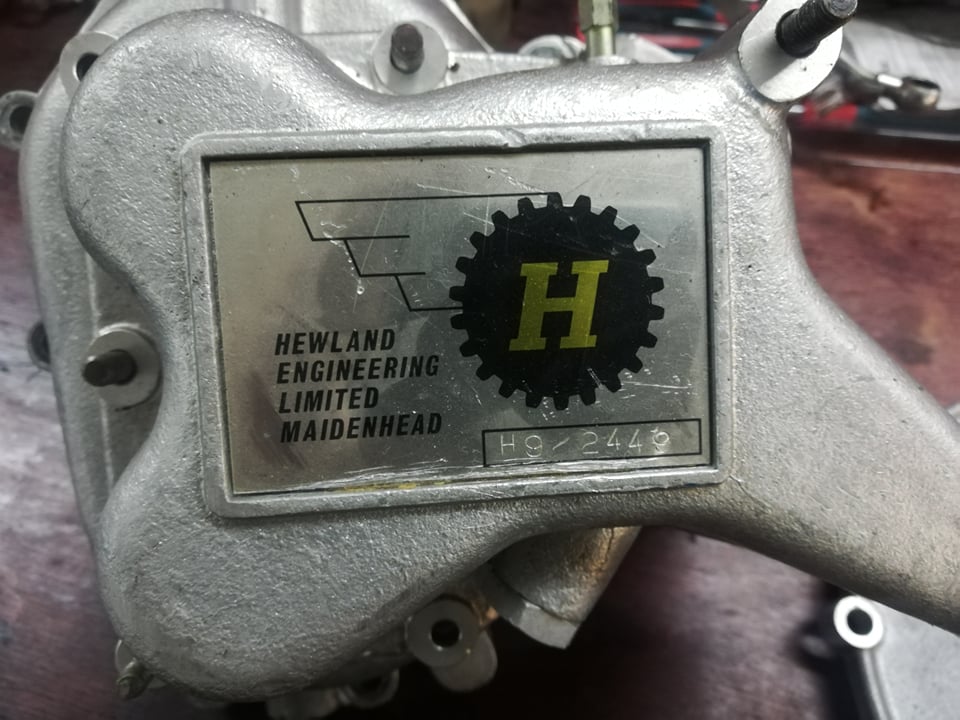 H
HEWLAND
ENGINEERING
LIMITED
MAIDENHEAD